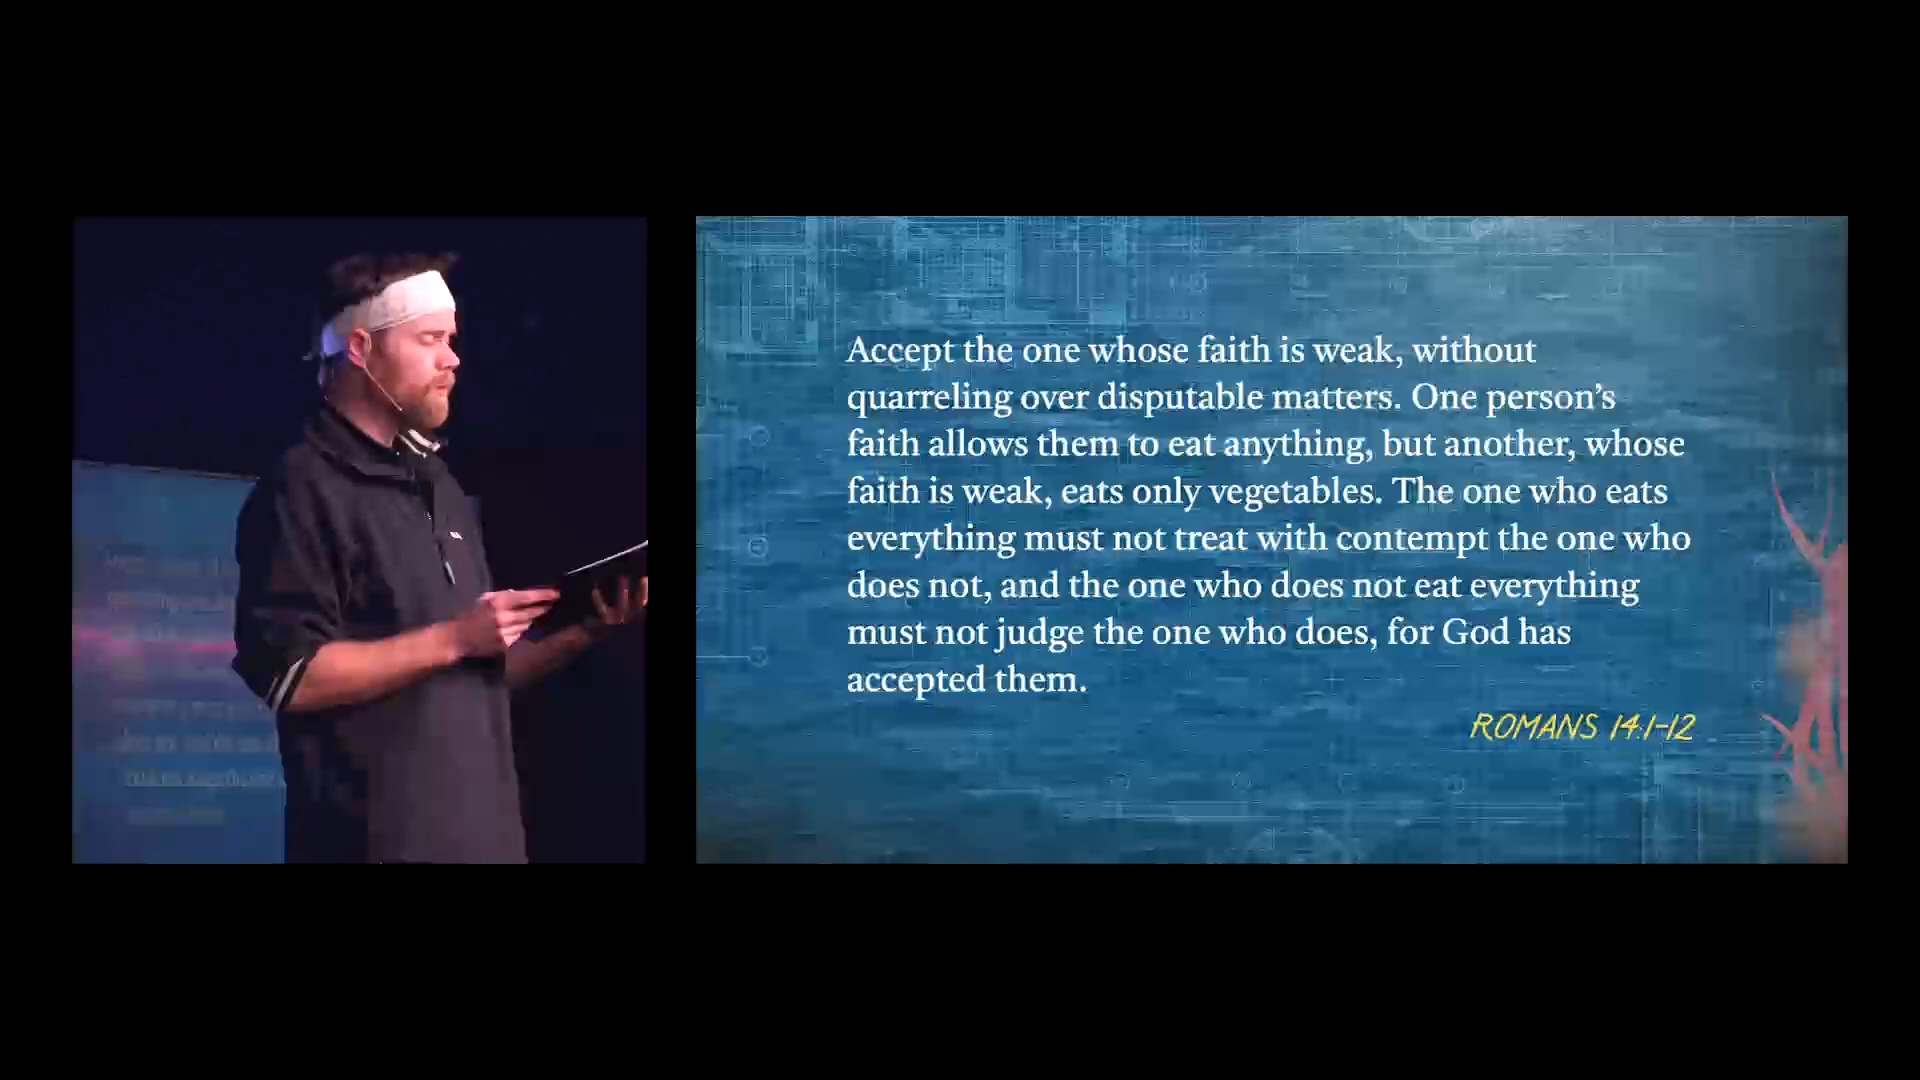 Accept the one whose faith is weak, without
quarreling over disputable matters. One person’s
faith allows them to eat anything, but another, whose
faith is weak, eats only vegetables. The one who eats
everything must not treat with contempt the one who
does not, and the one who does not eat everything
must not judge the one who does, for God has
accepted them.
ROMANS 14:1-12